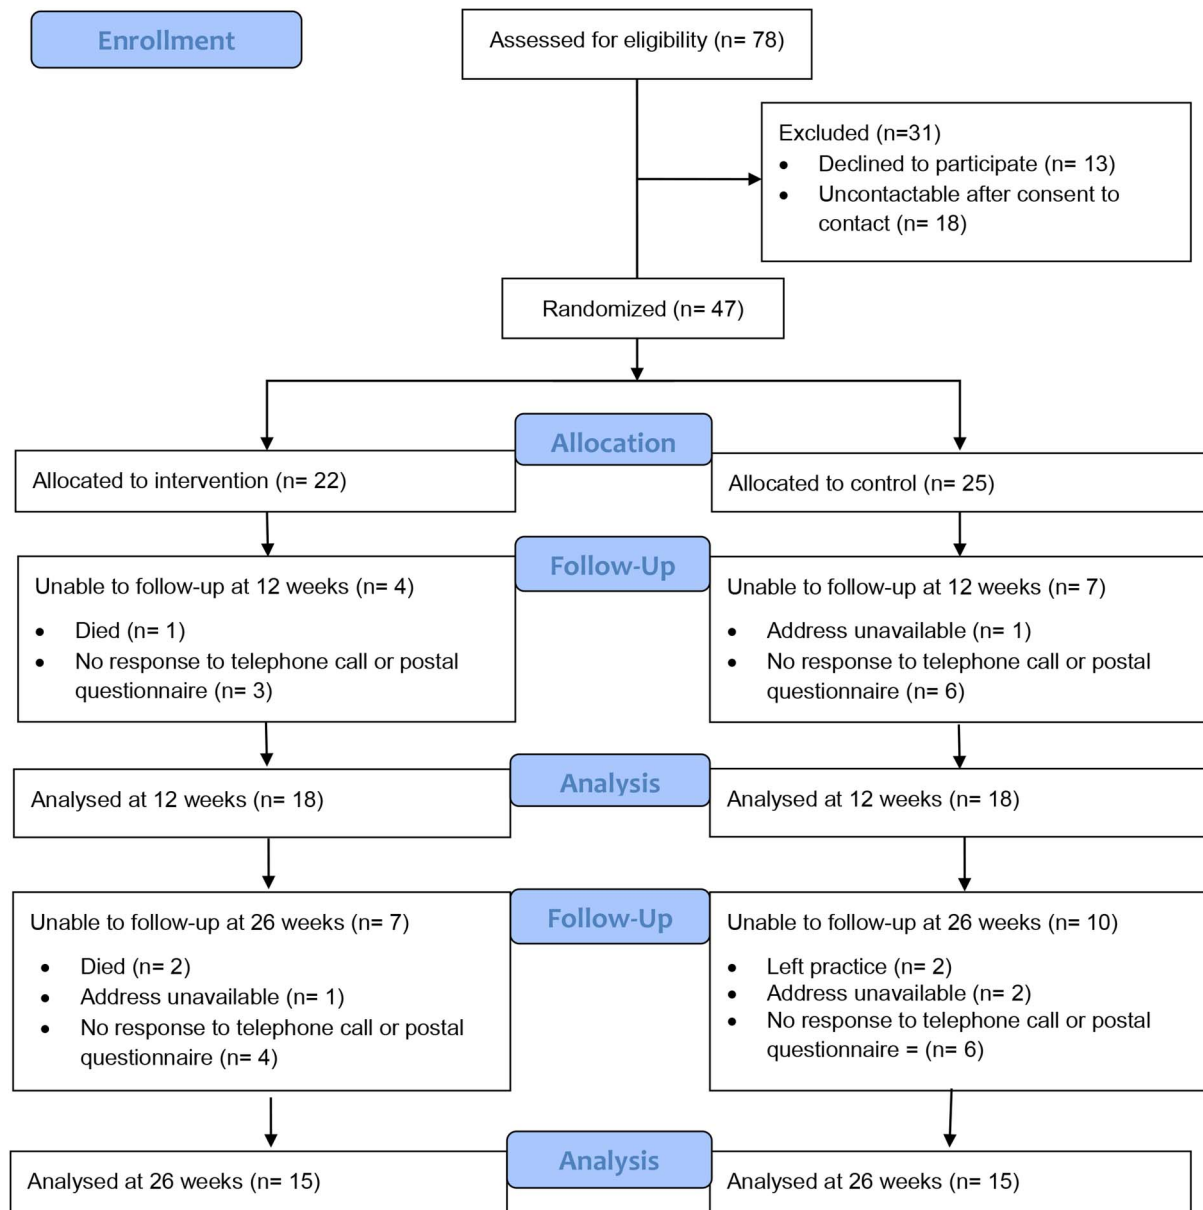 Enrollment
Assessed for eligibility (n= 78)
Excluded (n=31)
• Declined to participate (n= 13)
• Uncontactable after consent to
contact (n= 18)
Randomized (n= 47)
Allocation
Allocated to intervention (n= 22)
Allocated to control (n= 25)
Follow-Up
Unable to follow-up at 12 weeks (n= 4)
• Died (n= 1)
• No response to telephone call or postal
questionnaire (n= 3)
Unable to follow-up at 12 weeks (n= 7)
• Address unavailable (n= 1)
• No response to telephone call or postal
questionnaire (n= 6)
Analysis
Analysed at 12 weeks (n= 18)
Analysed at 12 weeks (n= 18)
Follow-Up
Unable to follow-up at 26 weeks (n= 7)
• Died (n= 2)
• Address unavailable (n= 1)
• No response to telephone call or postal
questionnaire (n= 4)
Unable to follow-up at 26 weeks (n= 10)
• Left practice (n= 2)
• Address unavailable (n= 2)
• No response to telephone call or postal
questionnaire = (n= 6)
Analysis
Analysed at 26 weeks (n= 15)
Analysed at 26 weeks (n= 15)